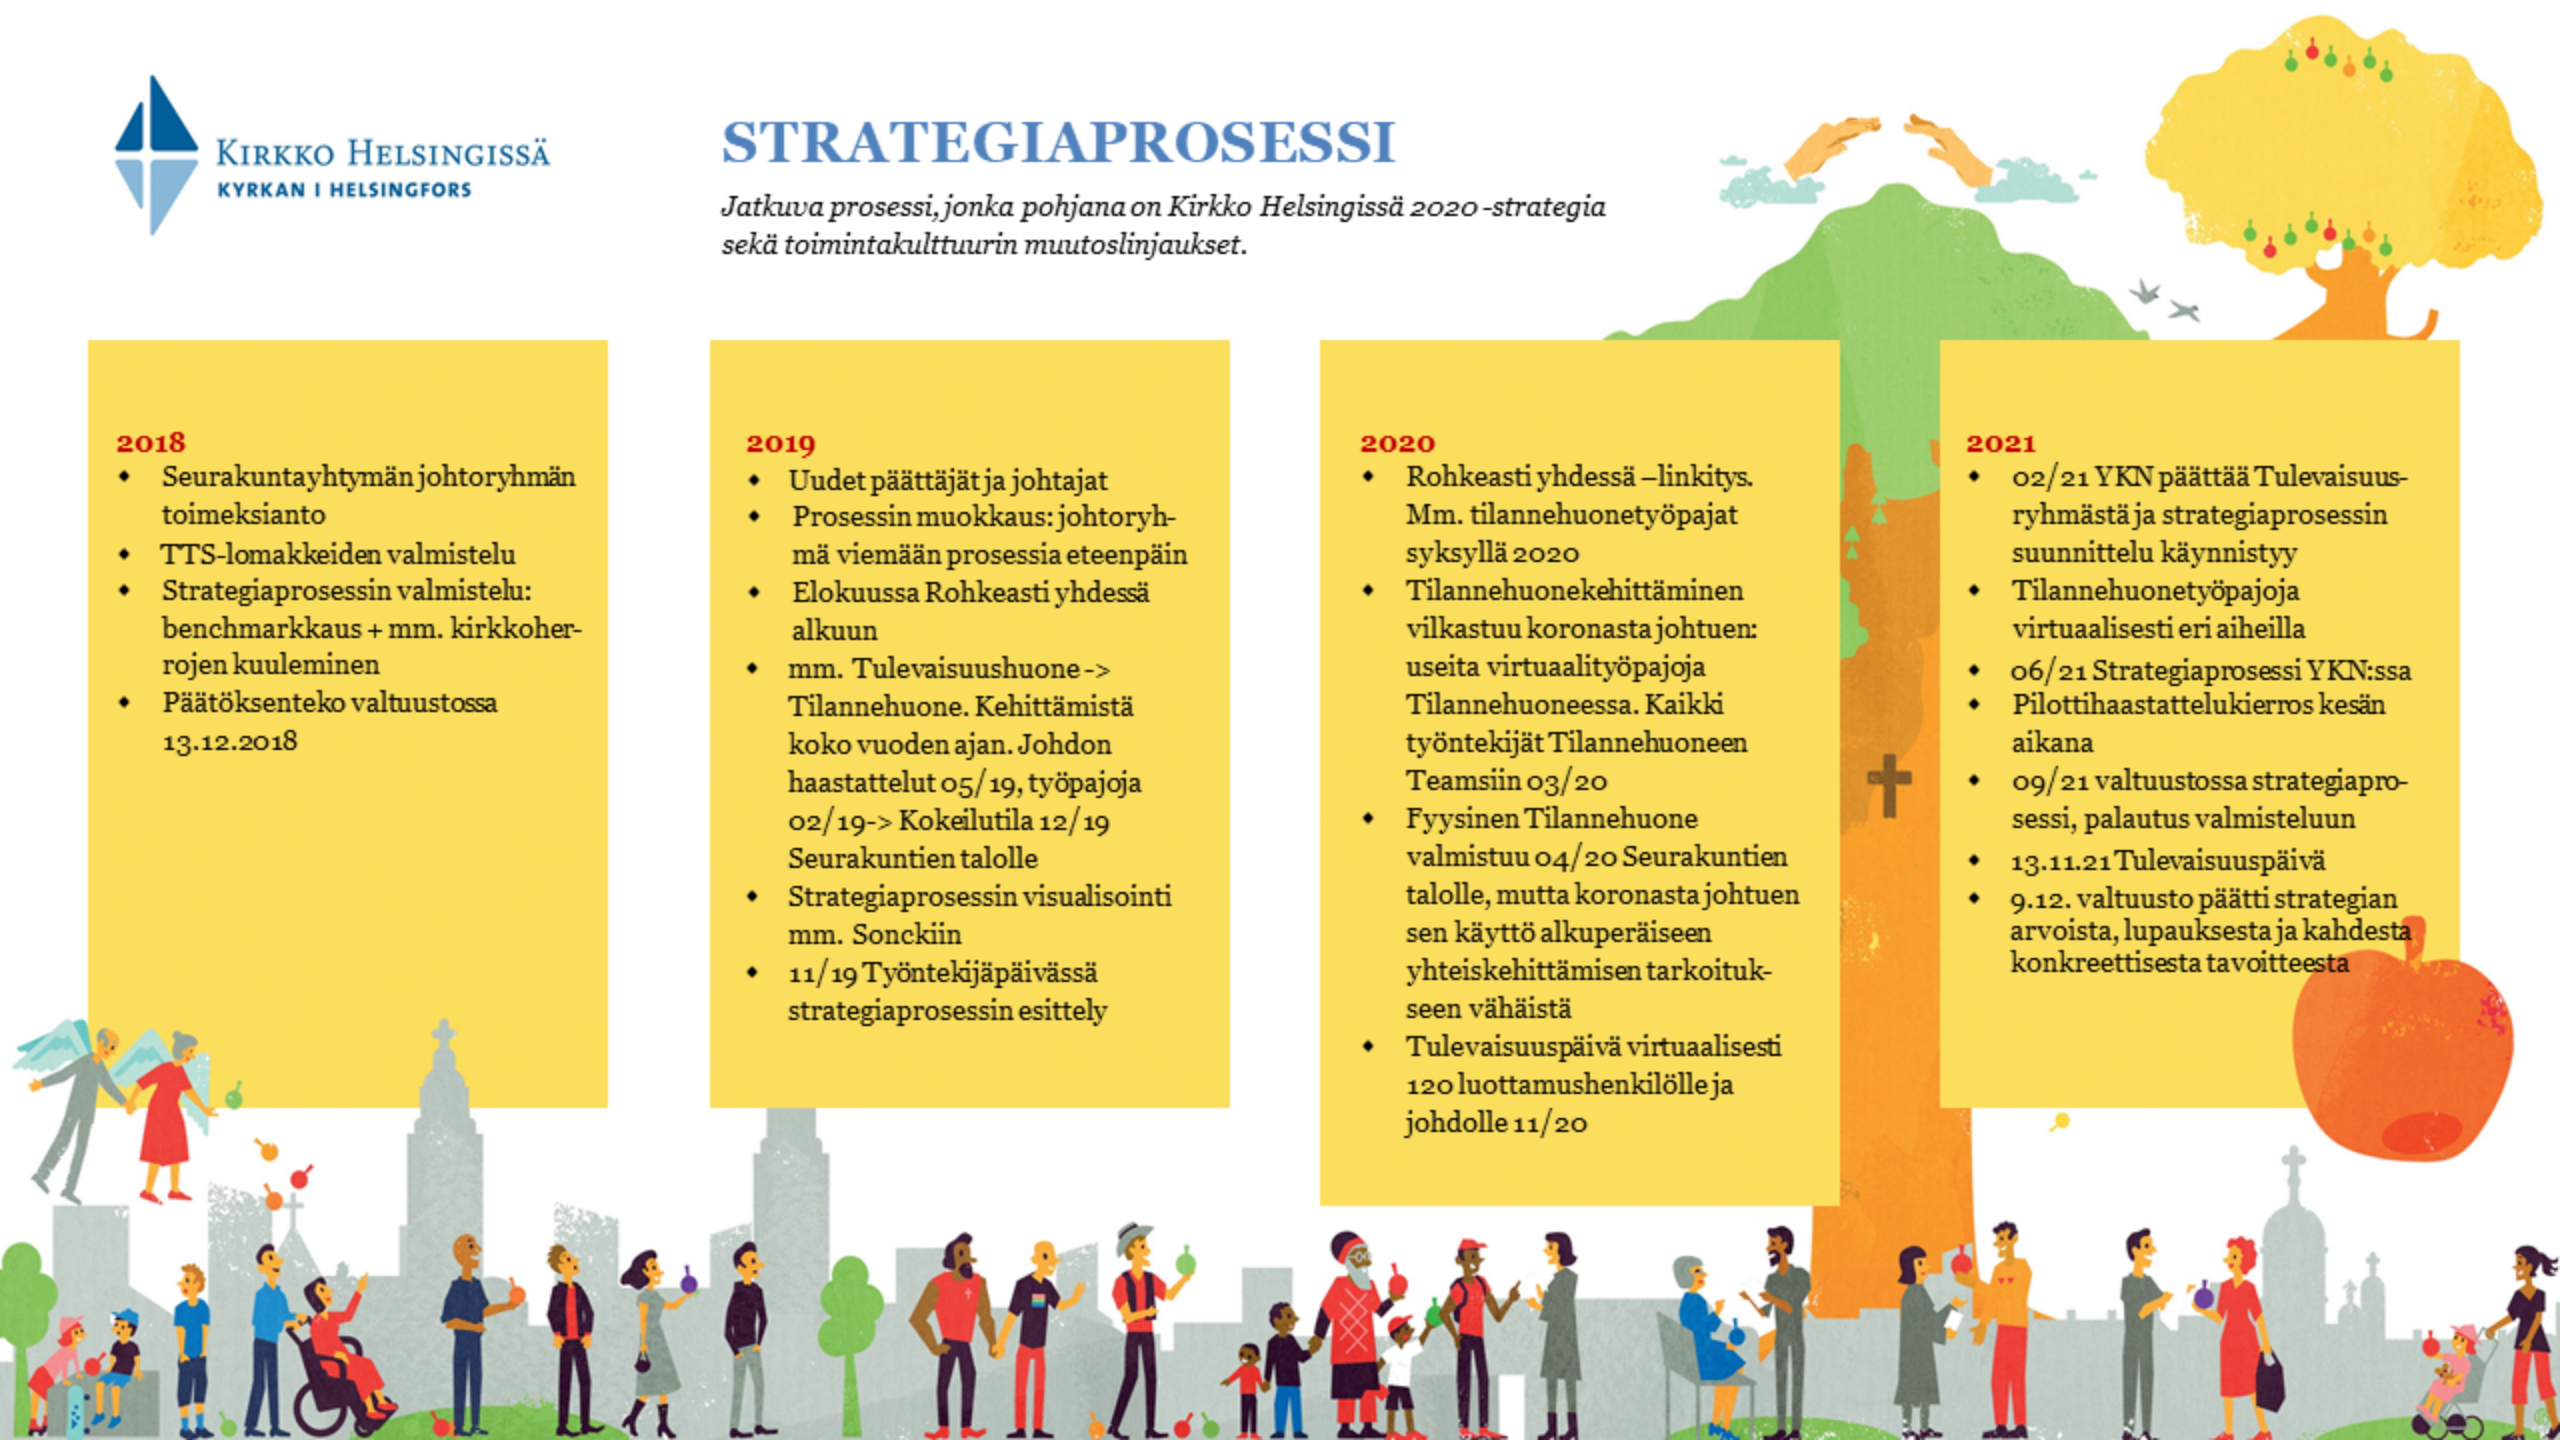 KIRKKO HELSINGISSÄ
KYRKAN I HELSINGFORS
STRATEGIAPROSESSI
Jatkuva prosessi, jonka pohjana on Kirkko Helsingissä 2020 -strategia
sekä toimintakulttuurin muutoslinjaukset.
2018
• Seurakuntayhtymän johtoryhmän
toimeksianto
• TTS-lomakkeiden valmistelu
• Strategiaprosessin valmistelu:
benchmarkkaus + mm. kirkkoher-
rojen kuuleminen
• Päätöksenteko valtuustossa
13.12.2018
2019
• Uudet päättäjät ja johtajat
• Prosessin muokkaus: johtoryh-
mä viemään prosessia eteenpäin
• Elokuussa Rohkeasti yhdessä
alkuun
• mm. Tulevaisuushuone ->
Tilannehuone. Kehittämistä
koko vuoden ajan. Johdon
haastattelut 05/19, työpajoja
02/19-> Kokeilutila 12/19
Seurakuntien talolle
• Strategiaprosessin visualisointi
mm. Sonckiin
• 11/19 Työntekijäpäivässä
strategiaprosessin esittely
2020
• Rohkeasti yhdessä –linkitys.
Mm. tilannehuonetyöpajat
syksyllä 2020
• Tilannehuonekehittäminen
vilkastuu koronasta johtuen:
useita virtuaalityöpajoja
Tilannehuoneessa. Kaikki
työntekijät Tilannehuoneen
Teamsiin 03/20
• Fyysinen Tilannehuone
valmistuu 04/20 Seurakuntien
talolle, mutta koronasta johtuen
sen käyttö alkuperäiseen
yhteiskehittämisen tarkoituk-
seen vähäistä
• Tulevaisuuspäivä virtuaalisesti
120 luottamushenkilölle ja
johdolle 11/20
2021
• 02/21 YKN päättää Tulevaisuus-
ryhmästä ja strategiaprosessin
suunnittelu käynnistyy
• Tilannehuonetyöpajoja
virtuaalisesti eri aiheilla
• 06/21 Strategiaprosessi YKN:ssa
• Pilottihaastattelukierros kesän
aikana
• 09/21 valtuustossa strategiapro-
sessi, palautus valmisteluun
• 13.11.21 Tulevaisuuspäivä
• 9.12. valtuusto päätti strategian
arvoista, lupauksesta ja kahdesta
konkreettisesta tavoitteesta